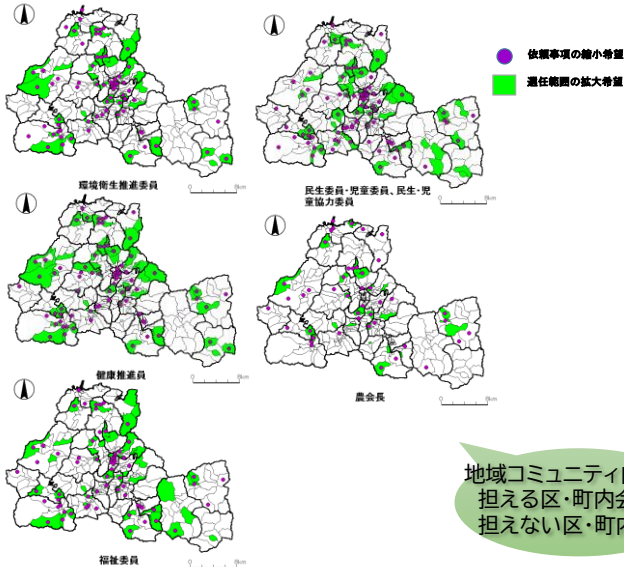 依頼事項の縮小希望
選任範囲の拡大希望
環境衛生推進委員
民生委員・児童委員、民生・児
童協力委員
健康推進員
農会長
福祉委員
地域コミュニティ
担える区・町内会
担えない区・町内